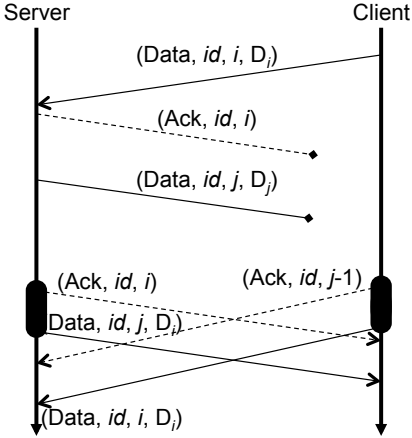 Server Client
(Data, id, i, Dᵢ)
(Ack, id, i)
(Data, id, j, Dⱼ)
(Ack, id, i) (Ack, id, j-1)
Data, id, j, Dⱼ)
(Data, id, i, Dᵢ)